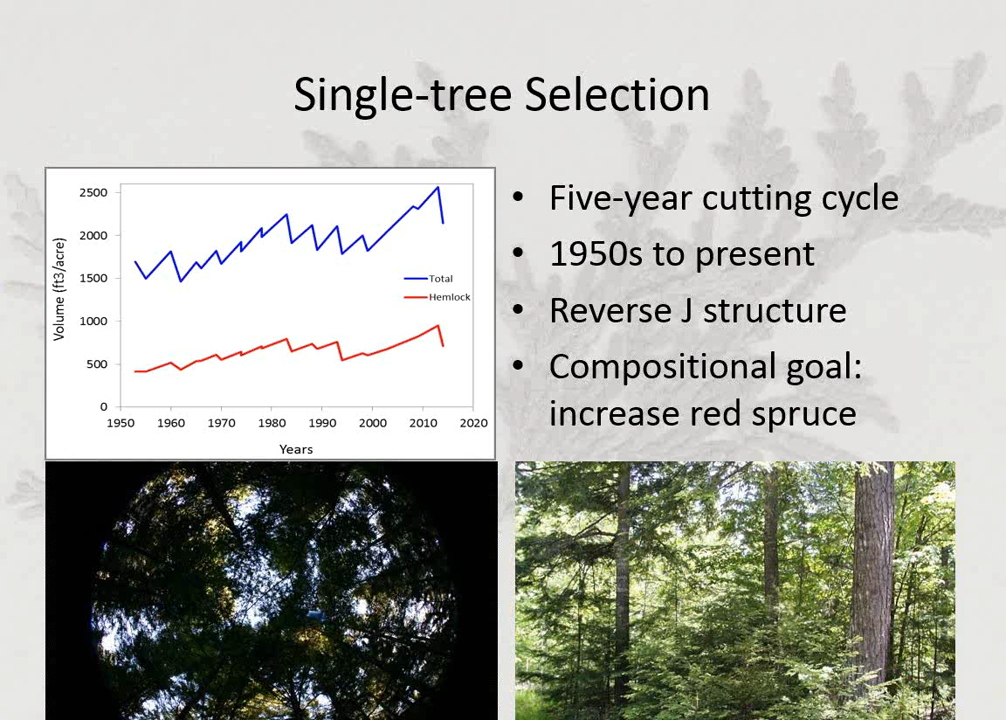 Single-tree Selection
2500
2000
1500
1000
500
0
Volume (ft3/acre)
Total
Hemlock
1950 1960 1970 1980 1990 2000 2010 2020
Years
• Five-year cutting cycle
• 1950s to present
• Reverse J structure
• Compositional goal:
increase red spruce